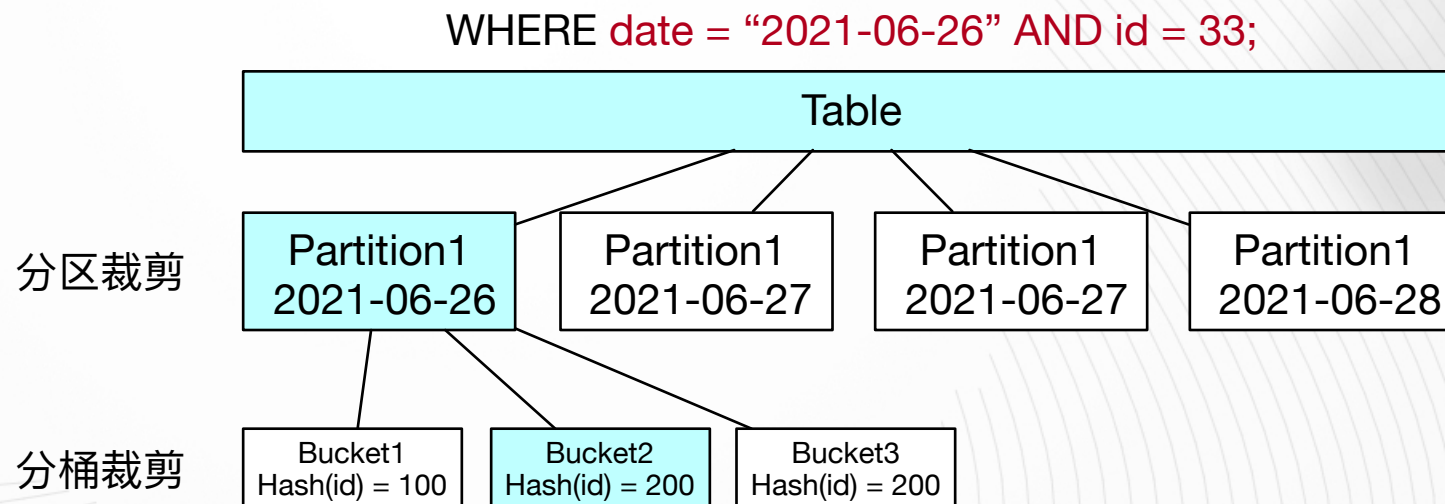 WHERE date = “2021-06-26” AND id = 33;
Table
分区裁剪
Partition1
2021-06-26
Partition1
2021-06-27
Partition1
2021-06-27
Partition1
2021-06-28
分桶裁剪
Bucket1
Hash(id) = 100
Bucket2
Hash(id) = 200
Bucket3
Hash(id) = 200